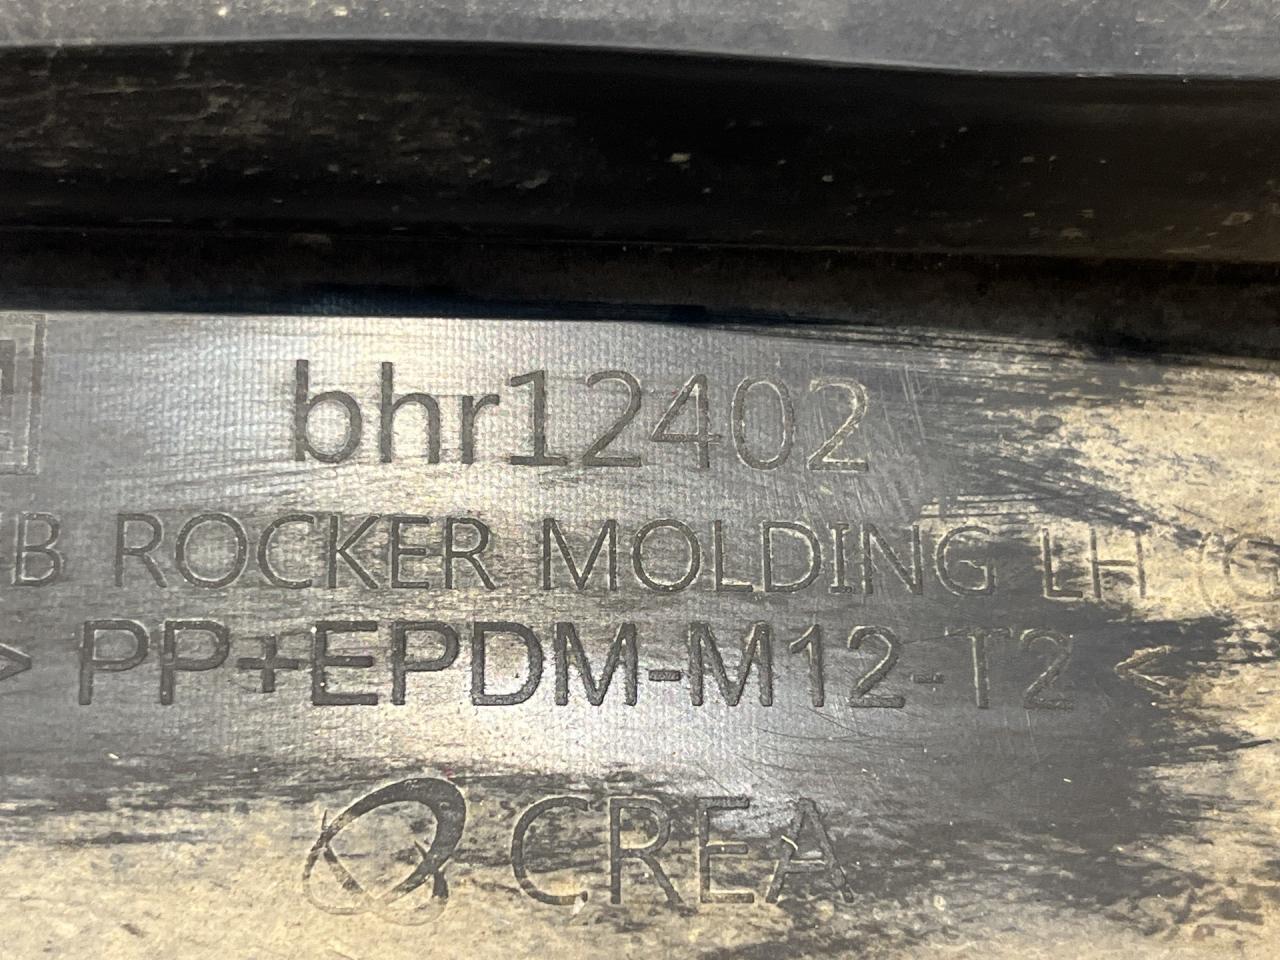 bhr12402
B ROCKER MOLDING LH
> PP+EPDM-M12-T2 <
CREA